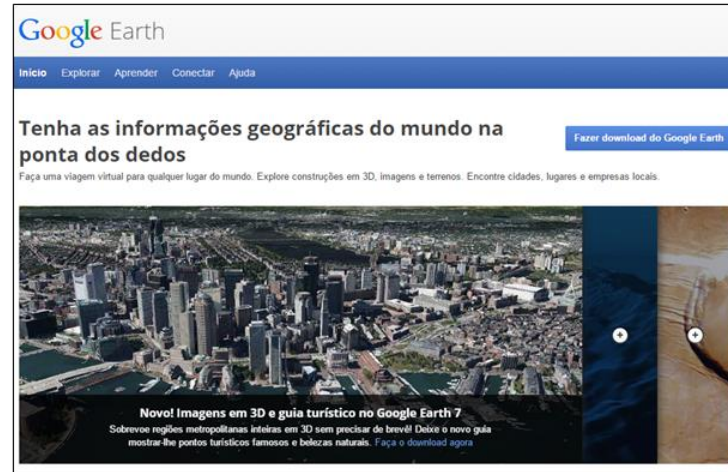 Google Earth
Início Explorar Aprender Conectar Ajuda
Tenha as informações geográficas do mundo na
ponta dos dedos
Fazer download do Google Earth
Faça uma viagem virtual para qualquer lugar do mundo. Explore construções em 3D, imagens e terrenos. Encontre cidades, lugares e empresas locais.
Novo! Imagens em 3D e guia turístico no Google Earth 7
Sobrevoe regiões metropolitanas inteiras em 3D sem precisar de brevê! Deixe o novo guia
mostrar-lhe pontos turísticos famosos e belezas naturais. Faça o download agora